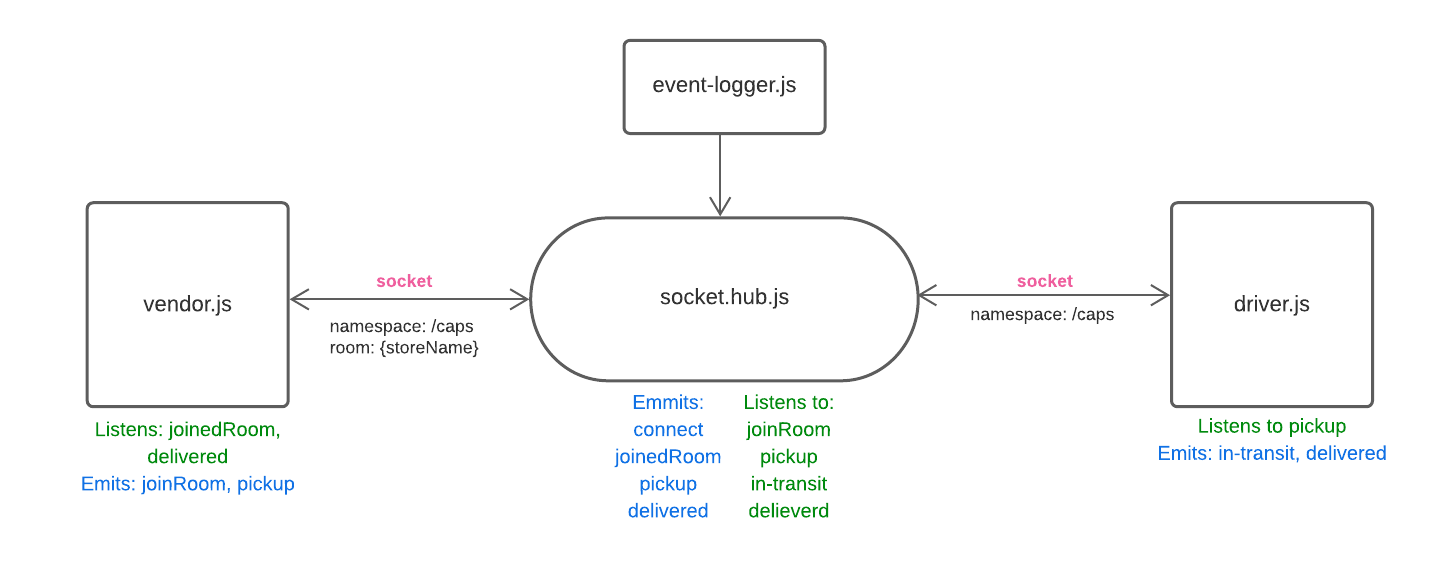 event-logger.js
vendor.js
socket
namespace: /caps
room: {storeName}
socket.hub.js
socket
namespace: /caps
driver.js
Listens: joinedRoom,
delivered
Emits: joinRoom, pickup
Emmits:
connect
joinedRoom
pickup
delivered
Listens to:
joinRoom
pickup
in-transit
delieverd
Listens to pickup
Emits: in-transit, delivered